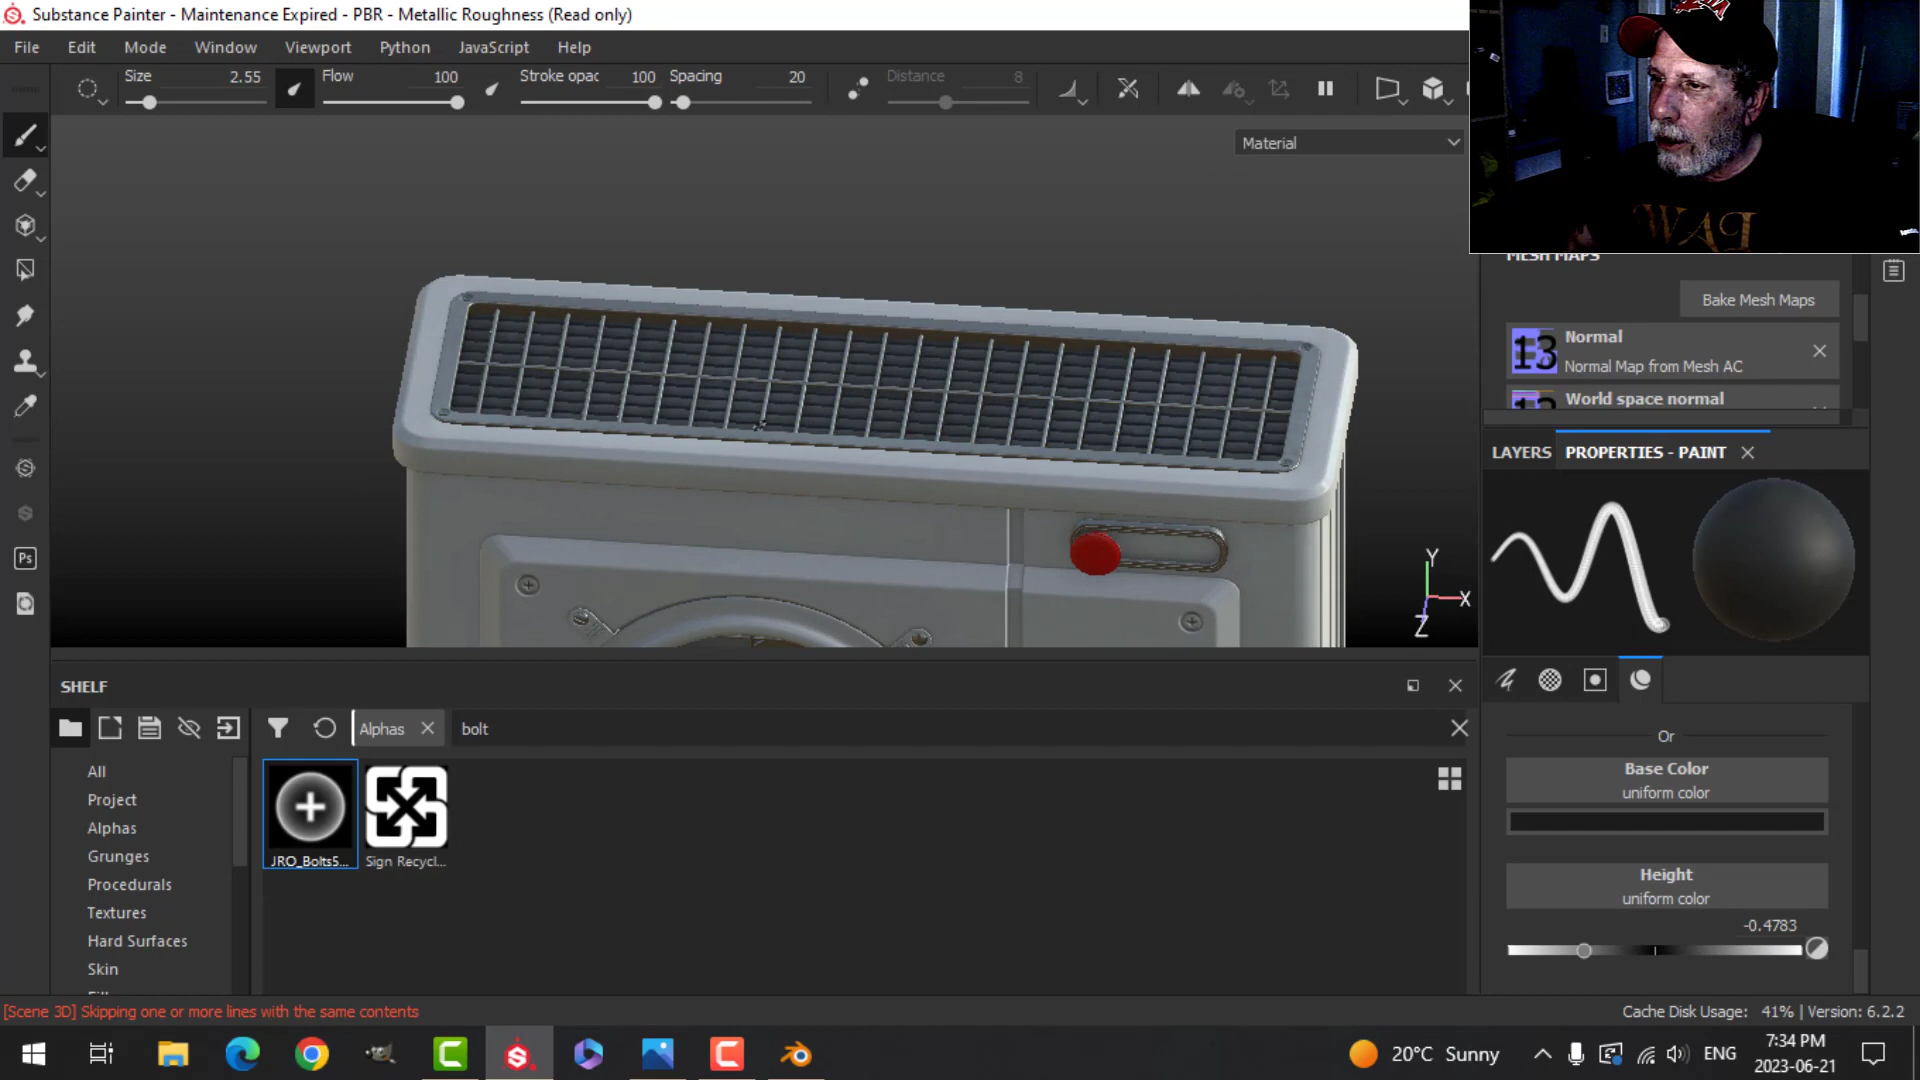 Substance Painter - Maintenance Expired - PBR - Metallic Roughness (Read only)
File Edit Mode Window Viewport Python JavaScript Help
Size 2.55 Flow 100 Stroke opac 100 Spacing 20 Distance 8
Material
MESH MAPS
Bake Mesh Maps
Normal
Normal Map from Mesh AC
World space normal
LAYERS PROPERTIES - PAINT
Y
X
Z
Or
Base Color
uniform color
Height
uniform color
-0.4783
SHELF
Alphas
bolt
All
Project
Alphas
Grunges
Procedurals
Textures
Hard Surfaces
Skin
JRO_Bolts5... Sign Recycl...
[Scene 3D] Skipping one or more lines with the same contents
Cache Disk Usage: 41% | Version: 6.2.2
20°C Sunny
ENG
7:34 PM
2023-06-21